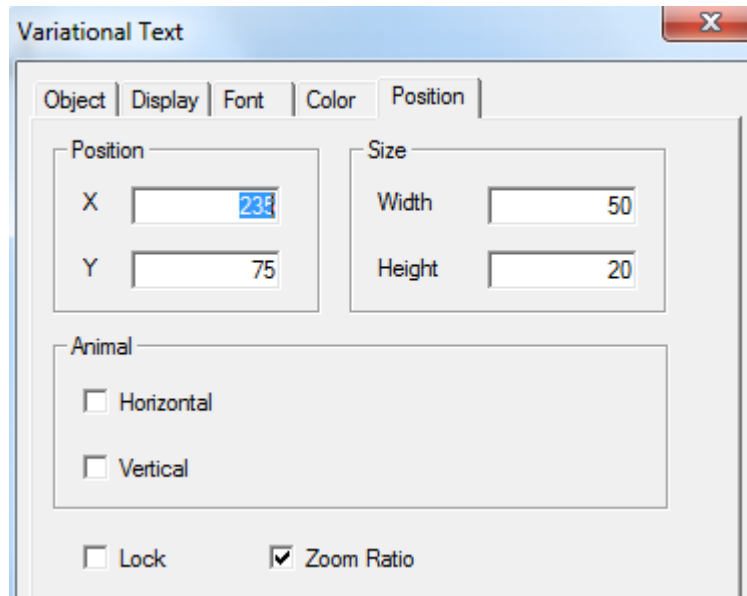 Variational Text
Object Display Font Color Position
Position Size
X 235 Width 50
Y 75 Height 20
Animal
Horizontal
Vertical
Lock Zoom Ratio